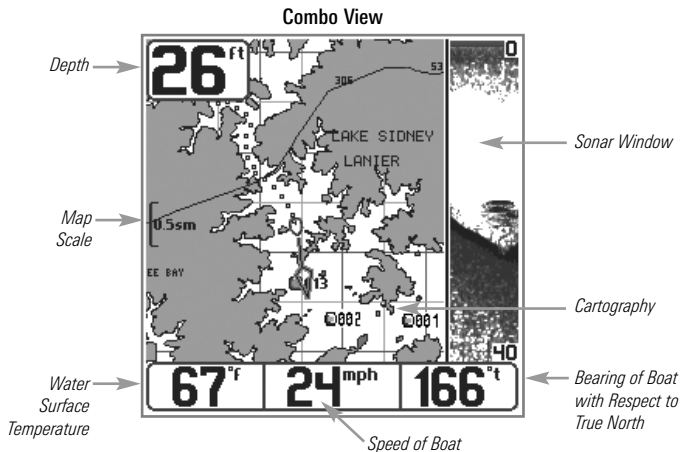 Combo View
Depth
26 ft
0
306
53
LAKE SIDNEY
LANIER
Sonar Window
Map
Scale
0.5sm
EE BAY
13
002
001
Cartography
40
67 °f
24 mph
166 °t
Water
Surface
Temperature
Speed of Boat
Bearing of Boat
with Respect to
True North